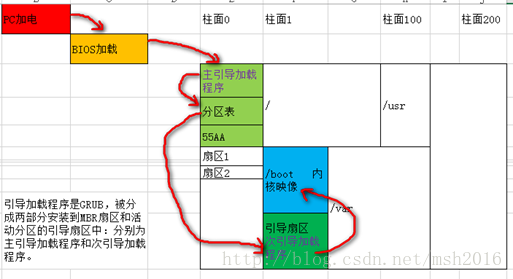 PC加电
柱面0
柱面1
柱面100
柱面200
BIOS加载
主引导加载
程序
分区表
/
/usr
55AA
扇区1
扇区2
/boot 内
核映像
/var
引导加载程序是GRUB，被分
成两部分安装到MBR扇区和活
动分区的引导扇区中：分别为
主引导加载程序和次引导加载
程序。
引导扇区
次引导加载
程序
http://blog.csdn.net/msh2016